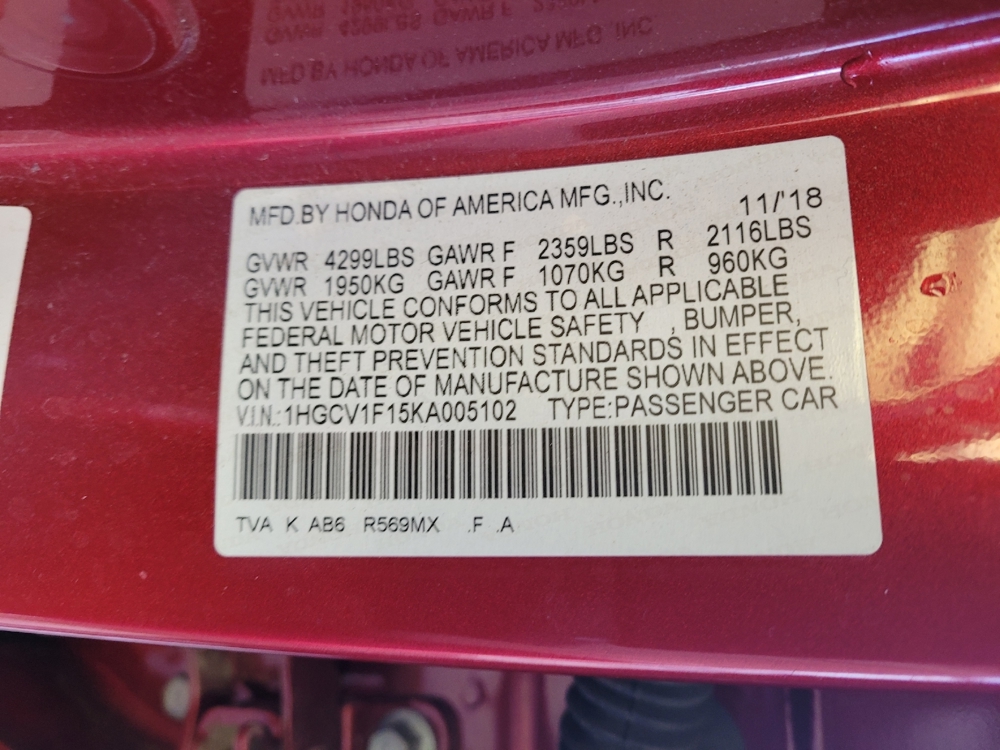 MFD.BY HONDA OF AMERICA MFG.,INC. 11/'18
GVWR 4299LBS GAWR F 2359LBS R 2116LBS
GVWR 1950KG GAWR F 1070KG R 960KG
THIS VEHICLE CONFORMS TO ALL APPLICABLE
FEDERAL MOTOR VEHICLE SAFETY , BUMPER,
AND THEFT PREVENTION STANDARDS IN EFFECT
ON THE DATE OF MANUFACTURE SHOWN ABOVE.
V.I.N.:1HGCV1F15KA005102 TYPE:PASSENGER CAR
TVA K AB6 R569MX .F .A